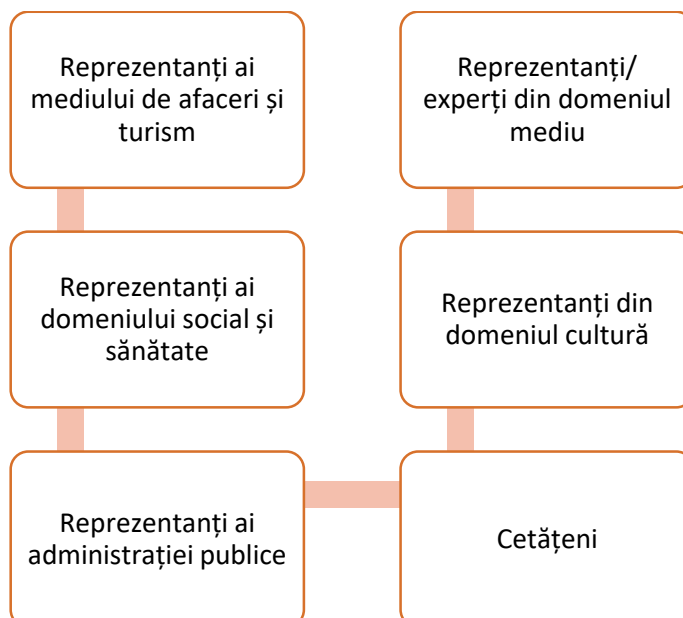 Reprezentanți ai
mediului de afaceri și
turism
Reprezentanți ai
domeniului social și
sănătate
Reprezentanți ai
administrației publice
Cetățeni
Reprezentanți din
domeniul cultură
Reprezentanți/
experți din domeniul
mediu